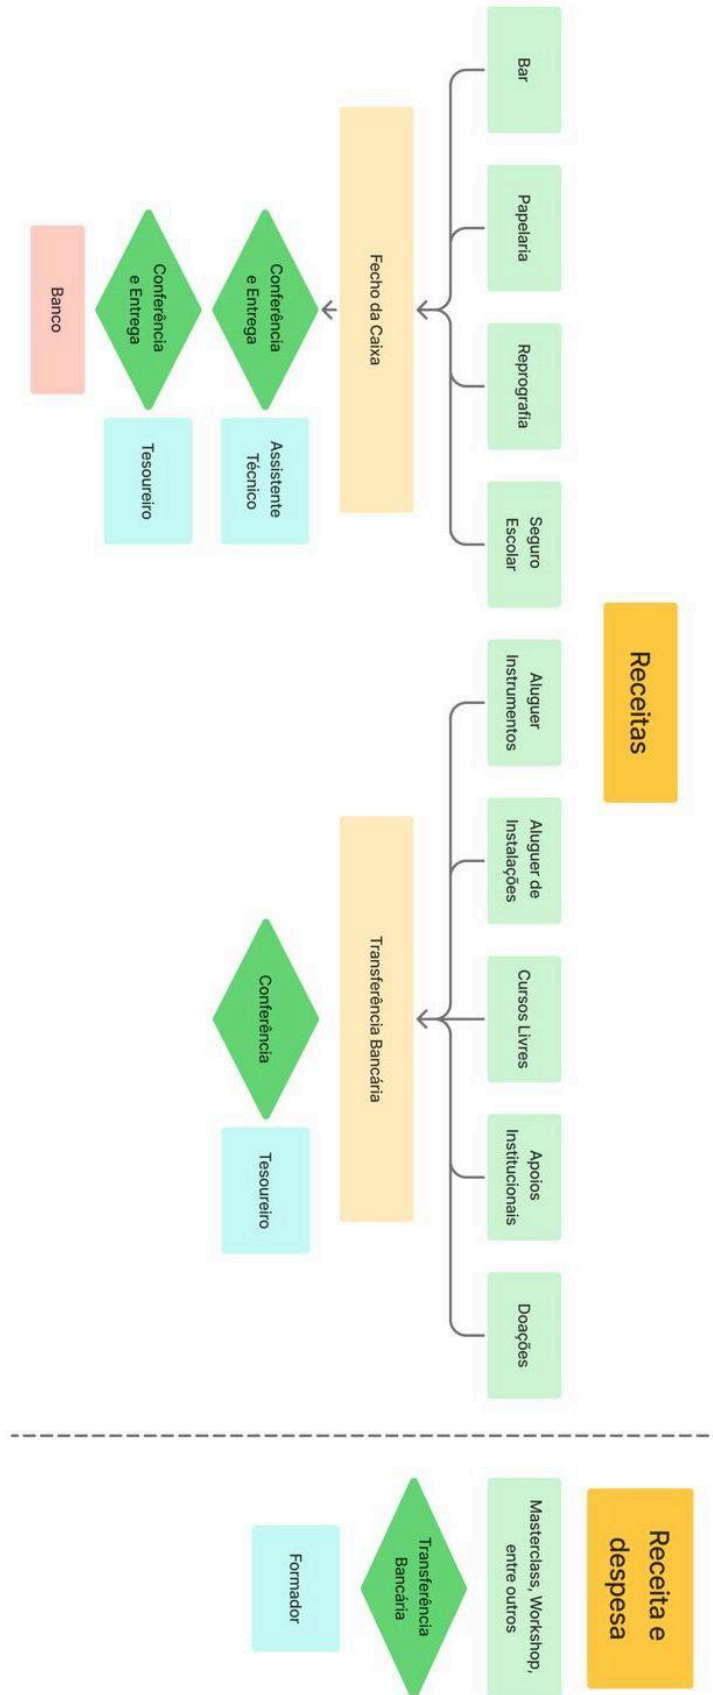 Receitas
Bar
Papelaria
Reprografia
Seguro
Escolar
Aluguer
Instrumentos
Aluguer de
Instalações
Cursos Livres
Apoios
Institucionais
Doações
Fecho da Caixa
Transferência Bancária
Conferência
e Entrega
Assistente
Técnico
Conferência
Tesoureiro
Conferência
e Entrega
Tesoureiro
Banco
Receita e
despesa
Masterclass, Workshop,
entre outros
Transferência
Bancária
Formador